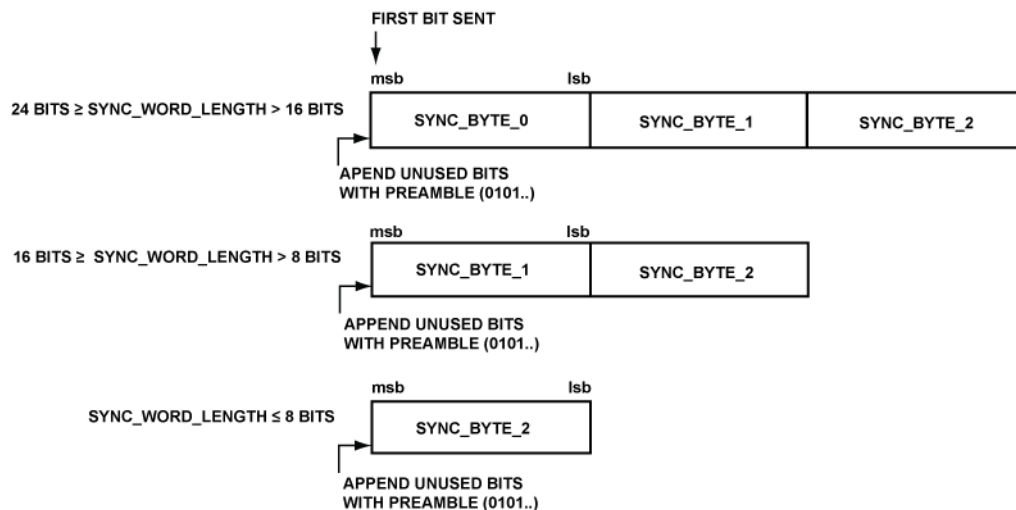 FIRST BIT SENT
msb lsb
24 BITS ≥ SYNC_WORD_LENGTH > 16 BITS
SYNC_BYTE_0 SYNC_BYTE_1 SYNC_BYTE_2
APEND UNUSED BITS
WITH PREAMBLE (0101..)
msb lsb
16 BITS ≥ SYNC_WORD_LENGTH > 8 BITS
SYNC_BYTE_1 SYNC_BYTE_2
APPEND UNUSED BITS
WITH PREAMBLE (0101..)
msb lsb
SYNC_WORD_LENGTH ≤ 8 BITS
SYNC_BYTE_2
APPEND UNUSED BITS
WITH PREAMBLE (0101..)